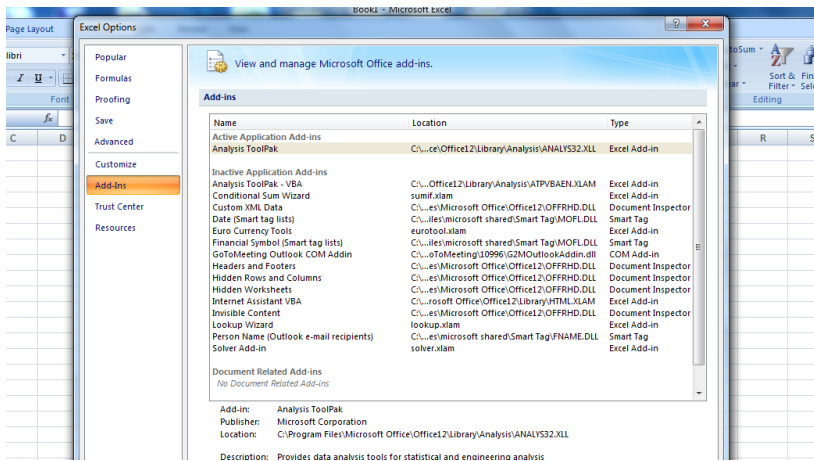 Book1 - Microsoft Excel
Page Layout
Excel Options
libri
I U
Font
fx
C D
Popular
Formulas
Proofing
Save
Advanced
Customize
Add-Ins
Trust Center
Resources
View and manage Microsoft Office add-ins.
Add-ins
Name Location Type
Active Application Add-ins
Analysis ToolPak C:\...ce\Office12\Library\Analysis\ANALYS32.XLL Excel Add-in
Inactive Application Add-ins
Analysis ToolPak - VBA C:\...Office12\Library\Analysis\ATPVBAEN.XLAM Excel Add-in
Conditional Sum Wizard sumif.xlam Excel Add-in
Custom XML Data C:\...es\Microsoft Office\Office12\OFFRHD.DLL Document Inspector
Date (Smart tag lists) C:\...iles\microsoft shared\Smart Tag\MOFL.DLL Smart Tag
Euro Currency Tools eurotool.xlam Excel Add-in
Financial Symbol (Smart tag lists) C:\...iles\microsoft shared\Smart Tag\MOFL.DLL Smart Tag
GoToMeeting Outlook COM Addin C:\...oToMeeting\10996\G2MOutlookAddin.dll COM Add-in
Headers and Footers C:\...es\Microsoft Office\Office12\OFFRHD.DLL Document Inspector
Hidden Rows and Columns C:\...es\Microsoft Office\Office12\OFFRHD.DLL Document Inspector
Hidden Worksheets C:\...es\Microsoft Office\Office12\OFFRHD.DLL Document Inspector
Internet Assistant VBA C:\...rosoft Office\Office12\Library\HTML.XLAM Excel Add-in
Invisible Content C:\...es\Microsoft Office\Office12\OFFRHD.DLL Document Inspector
Lookup Wizard lookup.xlam Excel Add-in
Person Name (Outlook e-mail recipients) C:\...es\microsoft shared\Smart Tag\FNAME.DLL Smart Tag
Solver Add-in solver.xlam Excel Add-in
Document Related Add-ins
No Document Related Add-ins
Add-in: Analysis ToolPak
Publisher: Microsoft Corporation
Location: C:\Program Files\Microsoft Office\Office12\Library\Analysis\ANALYS32.XLL
Description: Provides data analysis tools for statistical and engineering analysis
toSum
ear
Sort & Fin
Filter Sele
Editing
R S